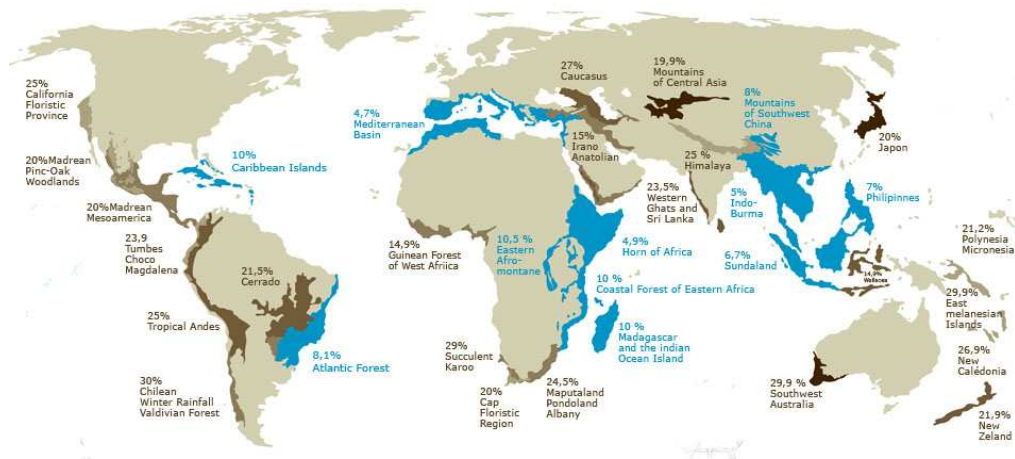 25%
California
Floristic
Province
20%Madrean
Pinc-Oak
Woodlands
10%
Caribbean Islands
20%Madrean
Mesoamerica
23,9
Tumbes
Choco
Magdalena
21,5%
Cerrado
25%
Tropical Andes
8,1%
Atlantic Forest
30%
Chilean
Winter Rainfall
Valdivian Forest
4,7%
Mediterranean
Basin
27%
Caucasus
19,9%
Mountains
of Central Asia
8%
Mountains
of Southwest
China
20%
Japon
15%
Irano
Anatolian
25 %
Himalaya
23,5%
Western
Ghats and
Sri Lanka
5%
Indo-
Burma
7%
Philipinnes
14,9%
Guinean Forest
of West Afriica
10,5 %
Eastern
Afro-
montane
4,9%
Horn of Africa
10 %
Coastal Forest of Eastern Africa
6,7%
Sundaland
14,9%
Wallacea
21,2%
Polynesia
Micronesia
29,9%
East
melanesian
Islands
10 %
Madagascar
and the indian
Ocean Island
29%
Succulent
Karoo
20%
Cap
Floristic
Region
24,5%
Maputaland
Pondoland
Albany
29,9 %
Southwest
Australia
26,9%
New
Calédonia
21,9%
New
Zeland